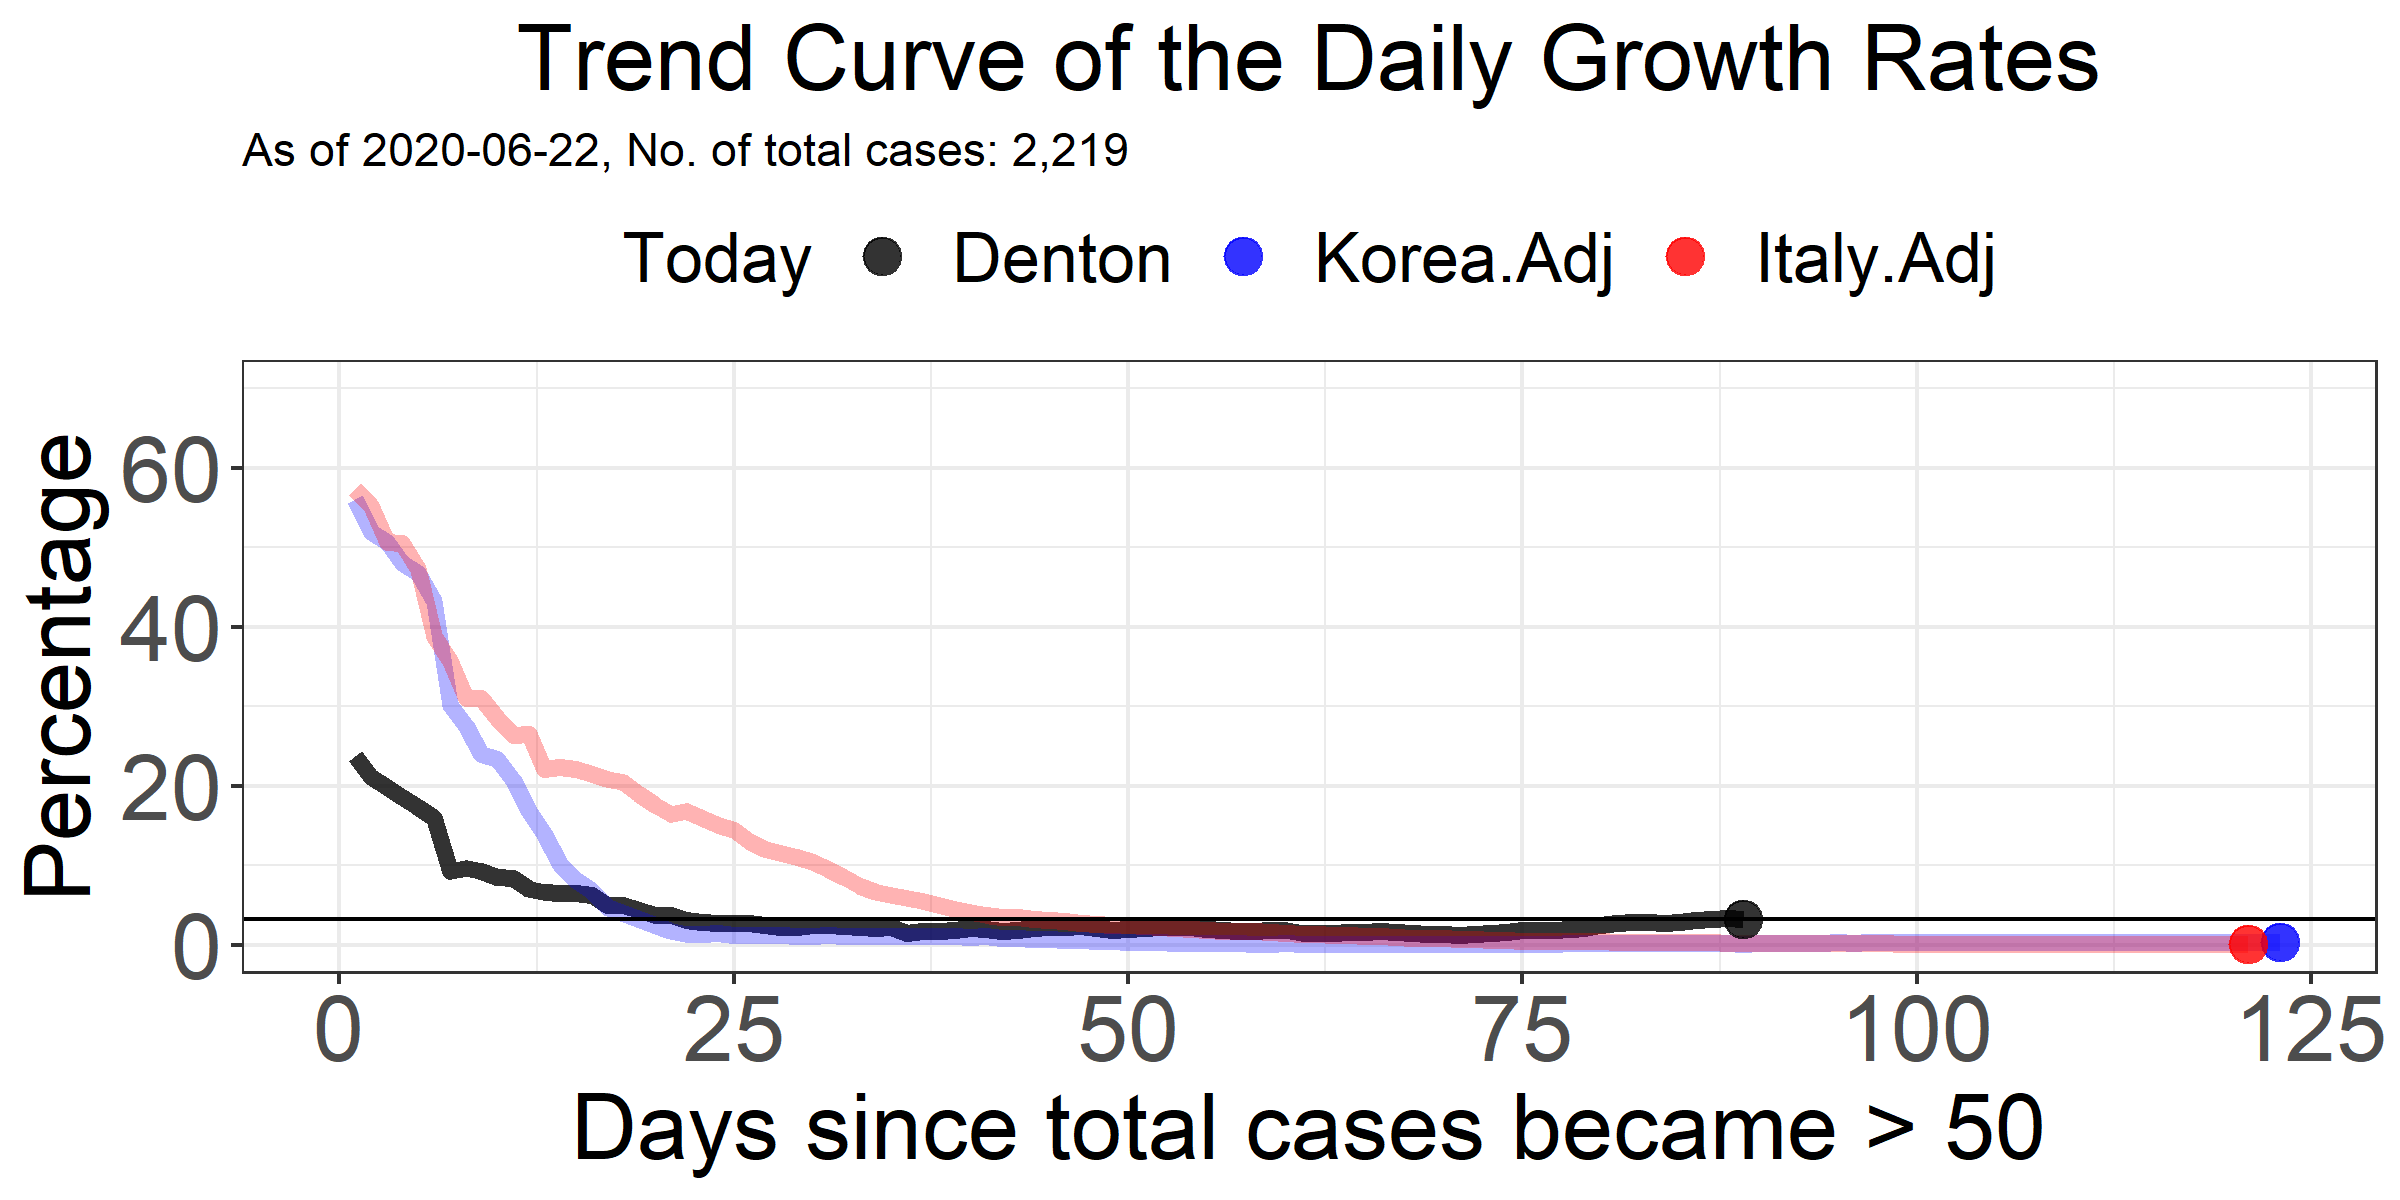 Trend Curve of the Daily Growth Rates
As of 2020-06-22, No. of total cases: 2,219
Today Denton Korea.Adj Italy.Adj
Percentage
60
40
20
0
0 25 50 75 100 125
Days since total cases became > 50